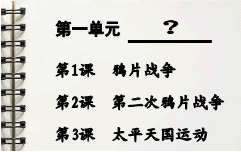 第一单元 ?
第1课 鸦片战争
第2课 第二次鸦片战争
第3课 太平天国运动